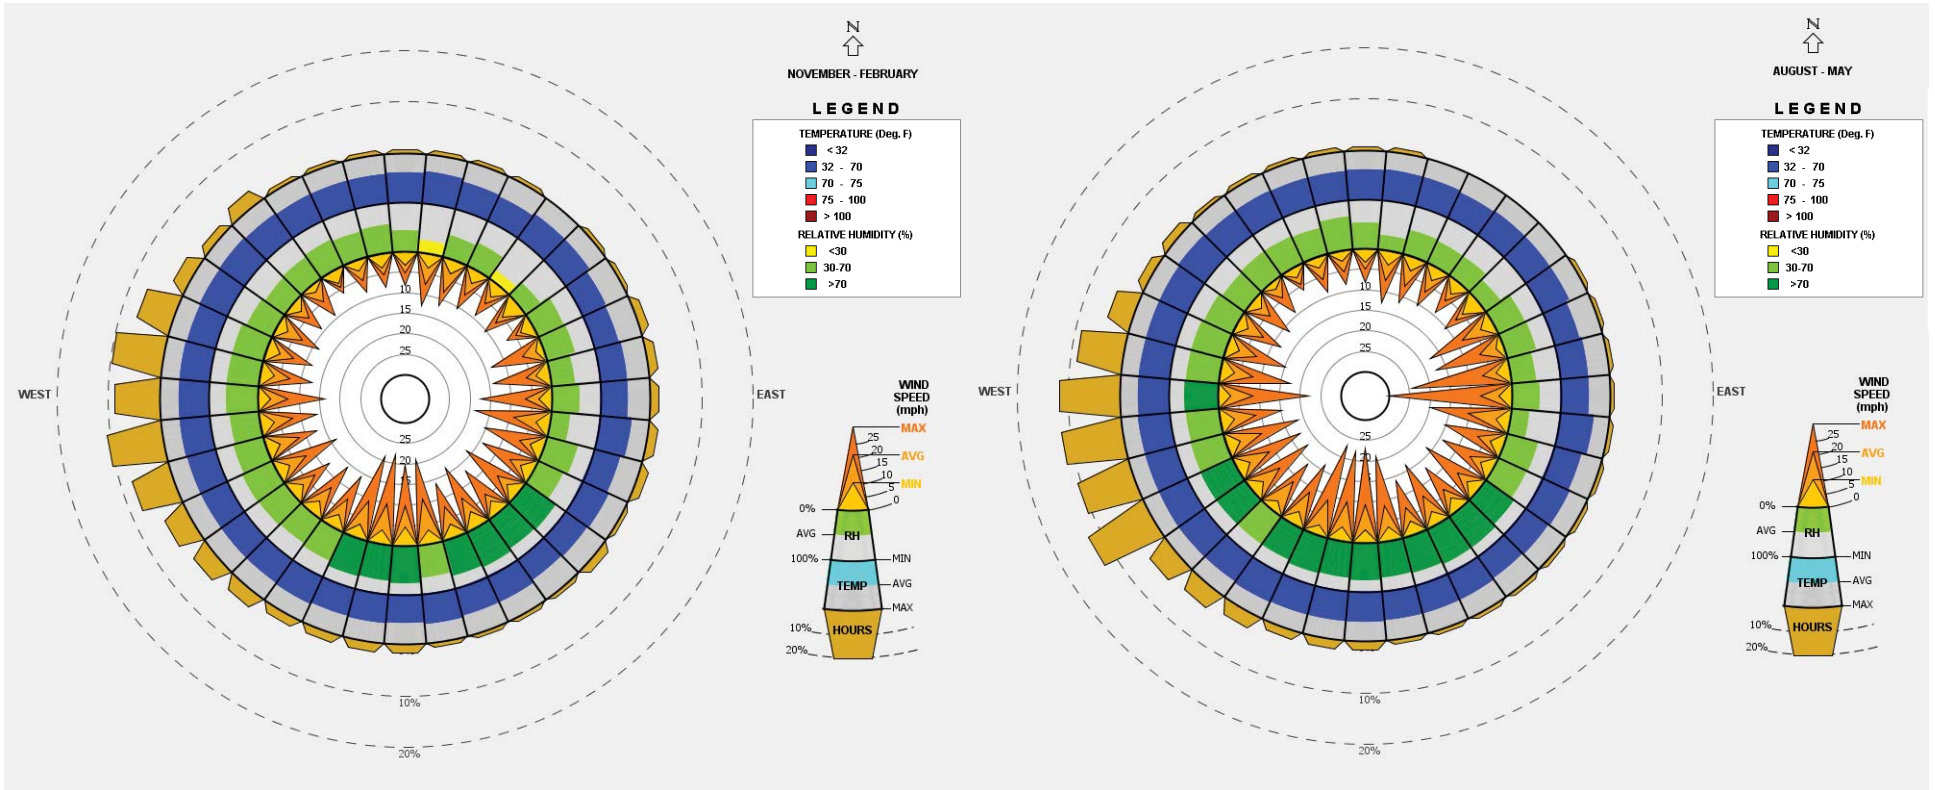 N
NOVEMBER - FEBRUARY
LEGEND
TEMPERATURE (Deg. F)
< 32
32 - 70
70 - 75
75 - 100
> 100
RELATIVE HUMIDITY (%)
<30
30-70
>70
WEST
EAST
10
15
20
25
25
20
15
10%
20%
WIND
SPEED
(mph)
MAX
25
20
AVG
15
10
MIN
5
0
0%
AVG
RH
100%
MIN
TEMP
AVG
MAX
10%
HOURS
20%
N
AUGUST - MAY
LEGEND
TEMPERATURE (Deg. F)
< 32
32 - 70
70 - 75
75 - 100
> 100
RELATIVE HUMIDITY (%)
<30
30-70
>70
WEST
EAST
10
15
20
25
25
20
10%
20%
WIND
SPEED
(mph)
MAX
25
20
AVG
15
10
MIN
5
0
0%
AVG
RH
100%
MIN
TEMP
AVG
MAX
10%
HOURS
20%